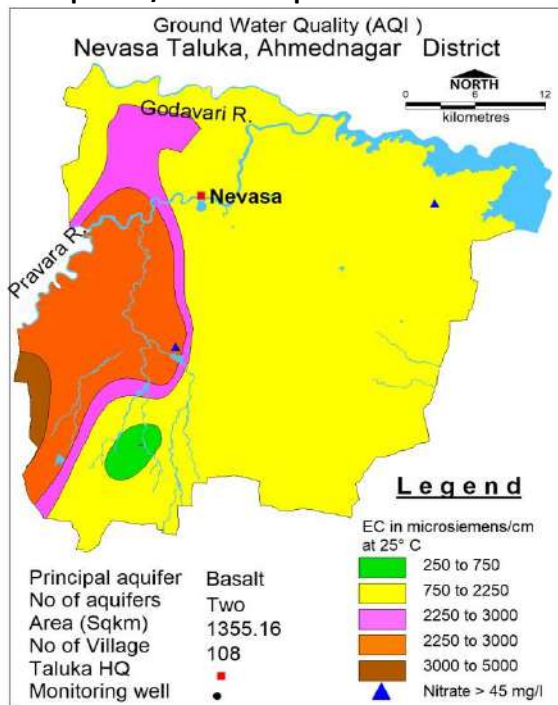 Ground Water Quality (AQI )
Nevasa Taluka, Ahmednagar District
NORTH
0 6 12
kilometres
Godavari R.
Nevasa
Pravara R.
Legend
EC in microsiemens/cm
at 25° C
250 to 750
750 to 2250
2250 to 3000
2250 to 3000
3000 to 5000
Nitrate > 45 mg/l
Principal aquifer Basalt
No of aquifers Two
Area (Sqkm) 1355.16
No of Village 108
Taluka HQ
Monitoring well